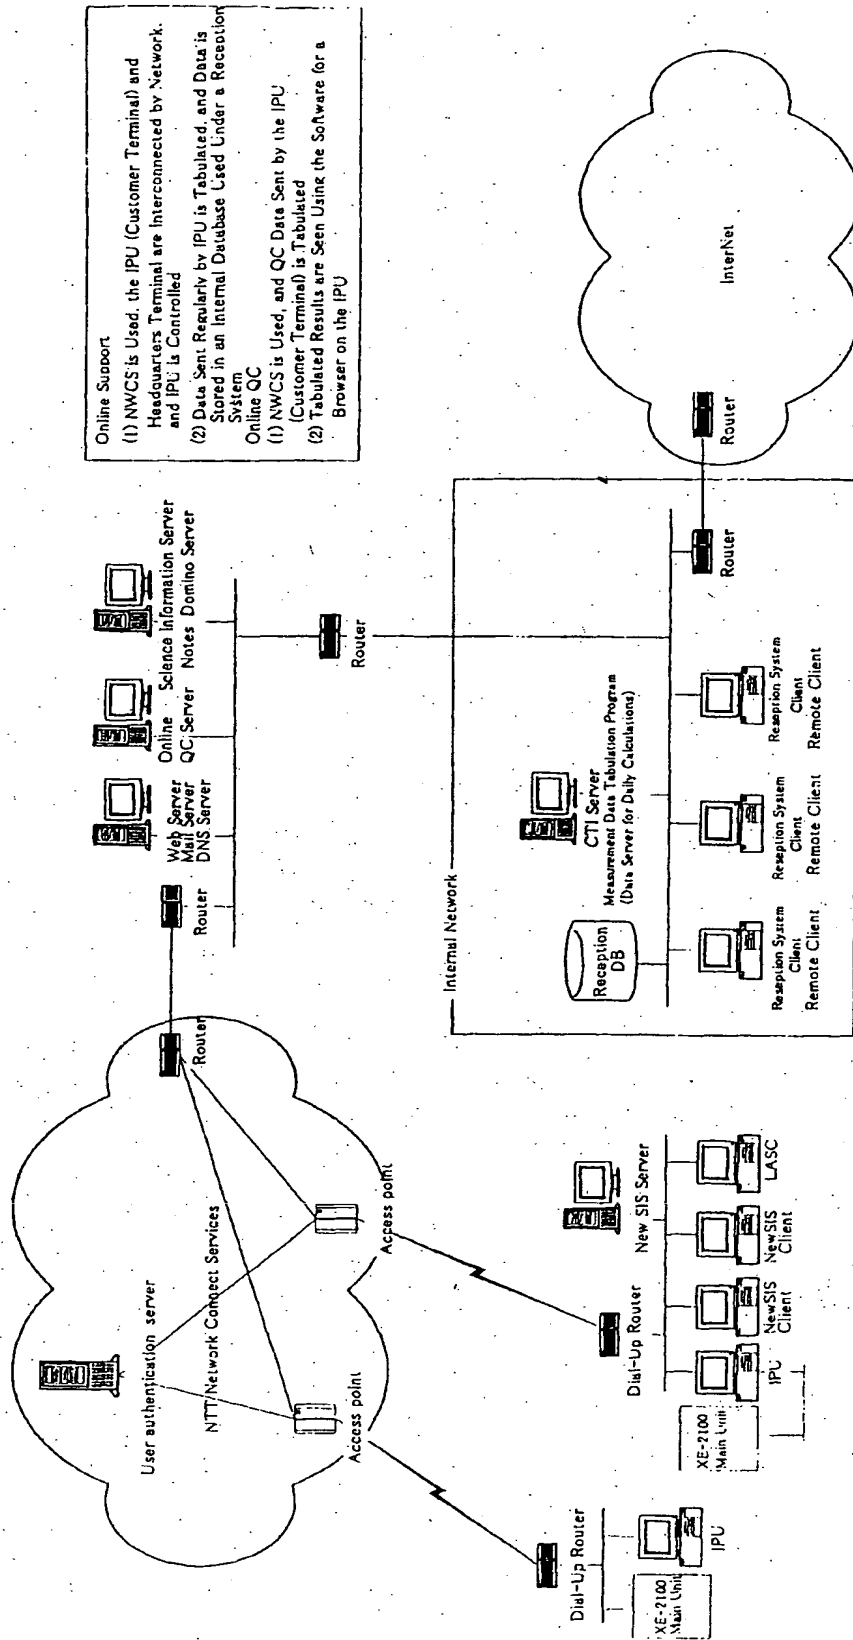 Online Support
(1) NWCS is Used, the IPU (Customer Terminal) and
Headquarters Terminal are Interconnected by Network,
and IPU is Controlled
(2) Data Sent Regularly by IPU is Tabulated, and Data is
Stored in an Internal Database Used Under a Reception
System
Online QC
(1) NWCS is Used, and QC Data Sent by the IPU
(Customer Terminal) is Tabulated
(2) Tabulated Results are Seen Using the Software for a
Browser on the IPU
User authentication server
NTT Network Connect Services
Access point
Access point
Router
Router
Web Server
Mail Server
DNS Server
Online
QC Server
Science Information Server
Notes Domino Server
Router
Dial-Up Router
XE-2100
Main Unit
IPU
Dial-Up Router
New SIS Server
XE-2100
Main Unit
IPU
NewSIS
Client
NewSIS
Client
LASC
Internal Network
Reception
DB
CTI Server
Measurement Data Tabulation Program
(Data Server for Daily Calculations)
Reseption System
Client
Remote Client
Reseption System
Client
Remote Client
Reseption System
Client
Remote Client
Router
Router
InterNet